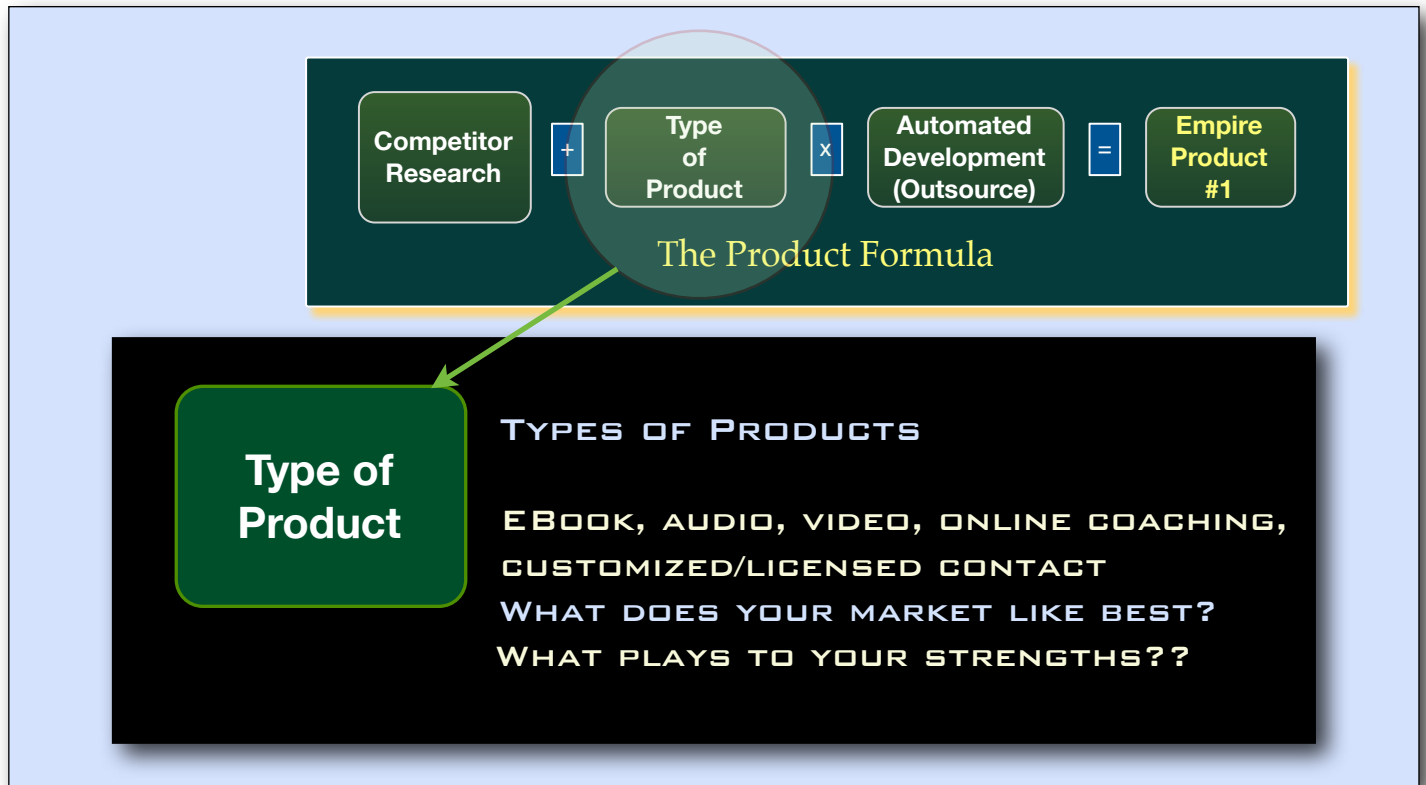 Competitor
Research
+
Type
of
Product
x
Automated
Development
(Outsource)
=
Empire
Product
#1
The Product Formula
Type of
Product
Types of Products
EBook, audio, video, online coaching,
customized/licensed contact
What does your market like best?
What plays to your strengths??